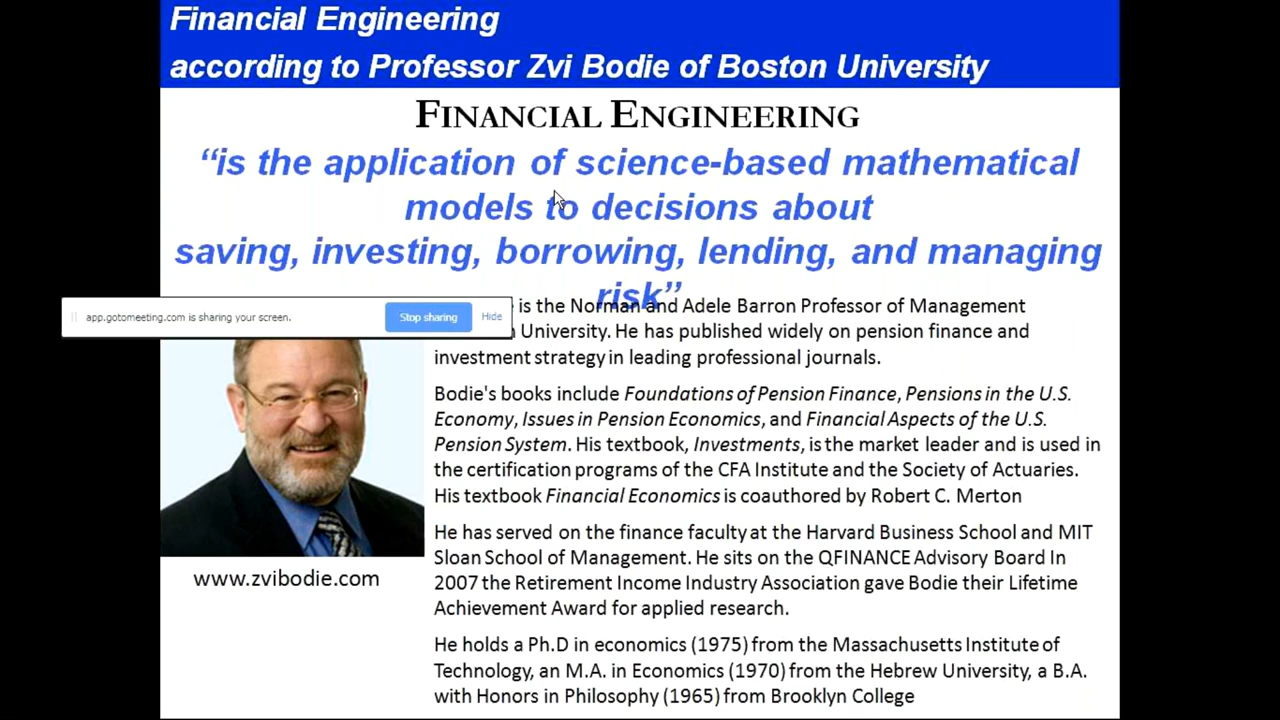 Financial Engineering
according to Professor Zvi Bodie of Boston University
FINANCIAL ENGINEERING
“is the application of science-based mathematical
models to decisions about
saving, investing, borrowing, lending, and managing
risk”
is the Norman and Adele Barron Professor of Management
University. He has published widely on pension finance and
investment strategy in leading professional journals.
app.gotomeeting.com is sharing your screen.
Stop sharing
Hide
Bodie's books include Foundations of Pension Finance, Pensions in the U.S.
Economy, Issues in Pension Economics, and Financial Aspects of the U.S.
Pension System. His textbook, Investments, is the market leader and is used in
the certification programs of the CFA Institute and the Society of Actuaries.
His textbook Financial Economics is coauthored by Robert C. Merton
He has served on the finance faculty at the Harvard Business School and MIT
Sloan School of Management. He sits on the QFINANCE Advisory Board In
2007 the Retirement Income Industry Association gave Bodie their Lifetime
Achievement Award for applied research.
www.zvibodie.com
He holds a Ph.D in economics (1975) from the Massachusetts Institute of
Technology, an M.A. in Economics (1970) from the Hebrew University, a B.A.
with Honors in Philosophy (1965) from Brooklyn College